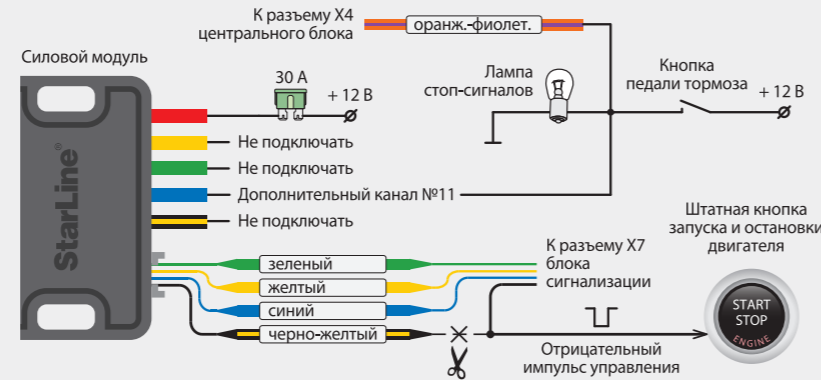 К разъему X4
центрального блока
оранж.-фиолет.
Силовой модуль
30 А
+ 12 В
Лампа
стоп-сигналов
Кнопка
педали тормоза
+ 12 В
Не подключать
Не подключать
Дополнительный канал №11
Не подключать
StarLine®
Штатная кнопка
запуска и остановки
двигателя
зеленый
желтый
синий
черно-желтый
К разъему X7
блока
сигнализации
START
STOP
ENGINE
Отрицательный
импульс управления